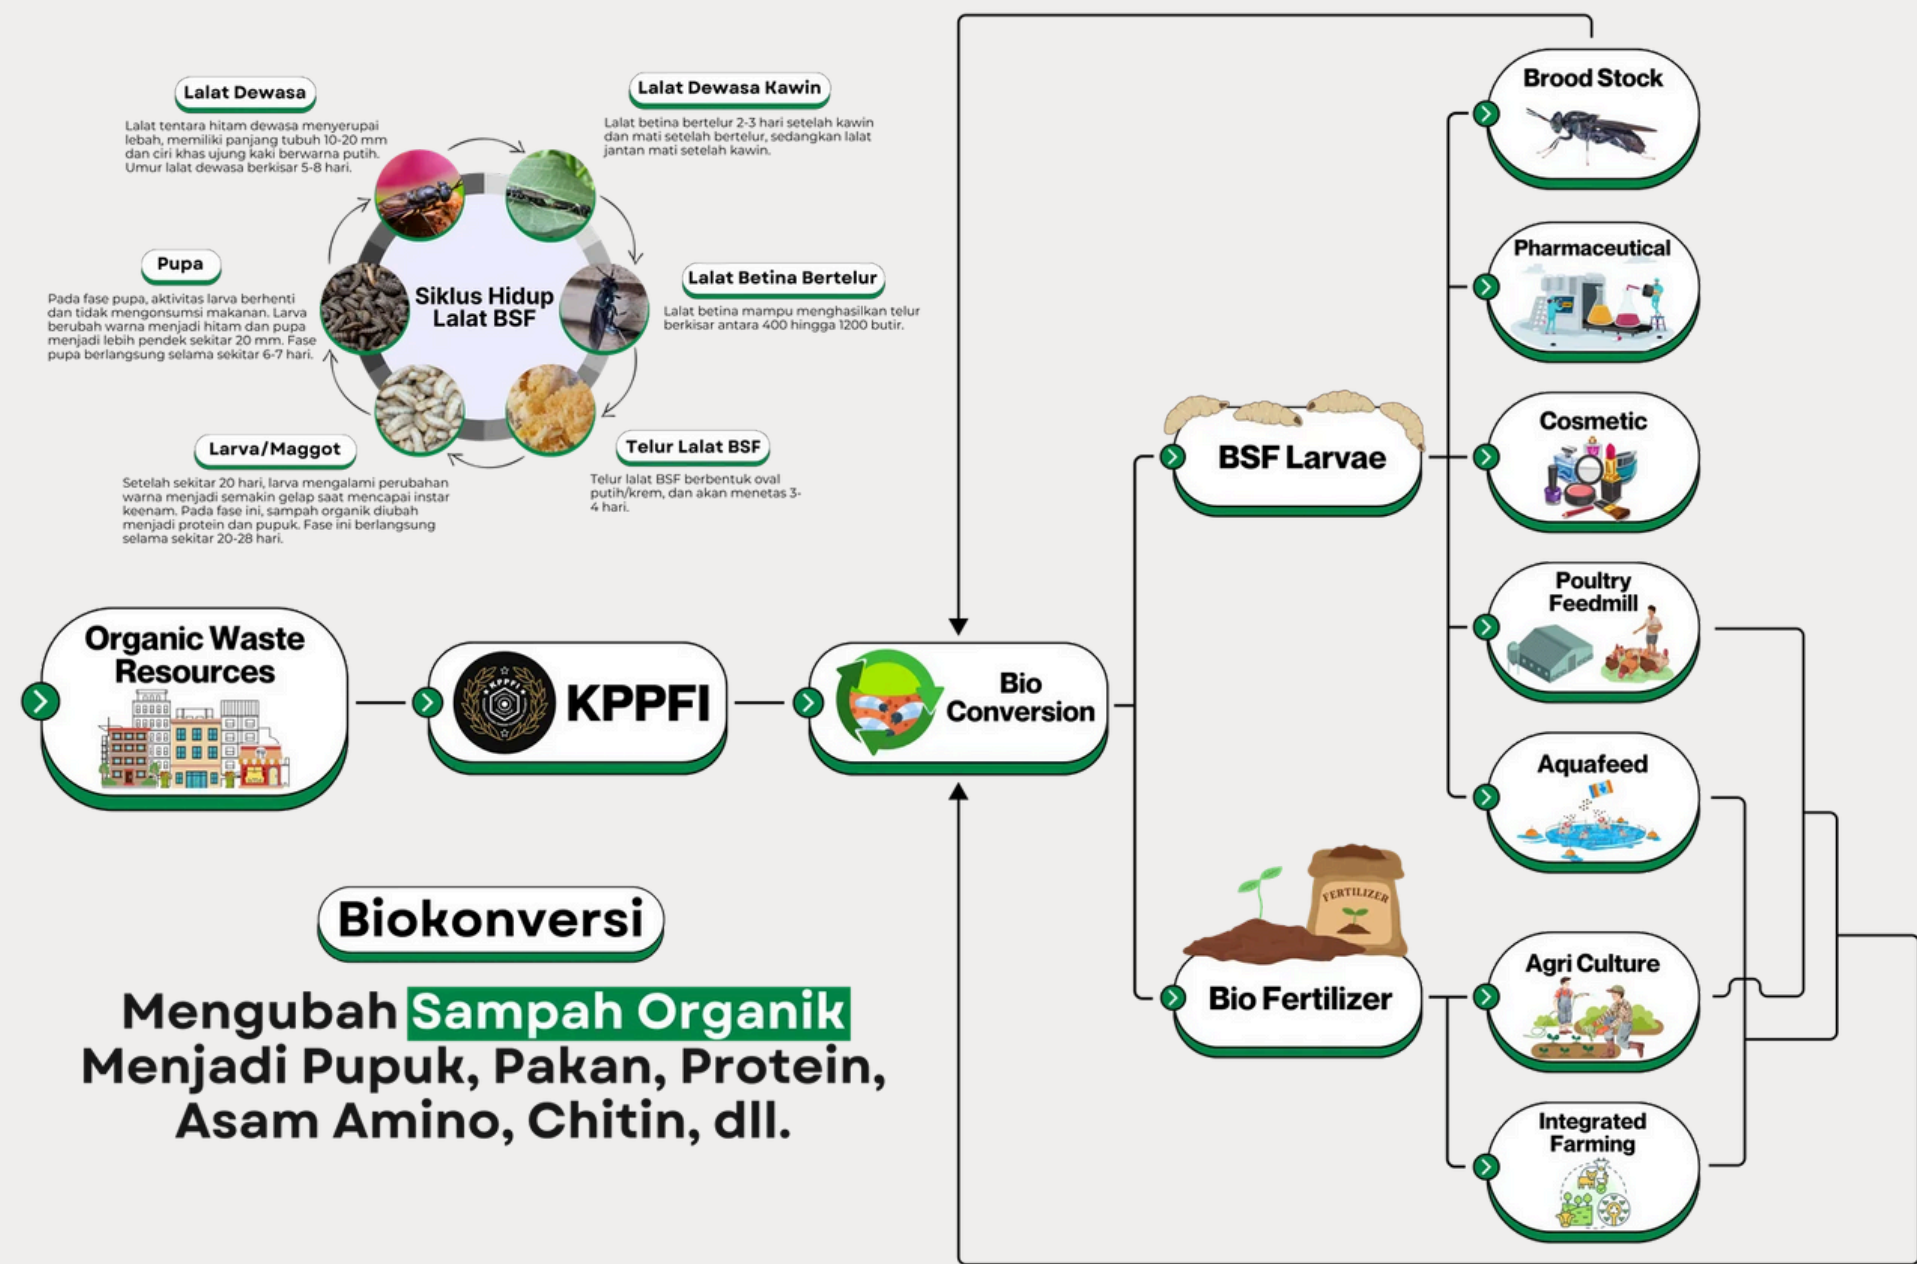 Lalat Dewasa
Lalat tentara hitam dewasa menyerupai
lebah, memiliki panjang tubuh 10-20 mm
dan ciri khas ujung kaki berwarna putih.
Umur lalat dewasa berkisar 5-8 hari.
Lalat Dewasa Kawin
Lalat betina bertelur 2-3 hari setelah kawin
dan mati setelah bertelur, sedangkan lalat
jantan mati setelah kawin.
Pupa
Pada fase pupa, aktivitas larva berhenti
dan tidak mengonsumsi makanan. Larva
berubah warna menjadi hitam dan pupa
menjadi lebih pendek sekitar 20 mm. Fase
pupa berlangsung selama sekitar 6-7 hari.
Siklus Hidup
Lalat BSF
Lalat Betina Bertelur
Lalat betina mampu menghasilkan telur
berkisar antara 400 hingga 1200 butir.
Larva/Maggot
Setelah sekitar 20 hari, larva mengalami perubahan
warna menjadi semakin gelap saat mencapai instar
keenam. Pada fase ini, sampah organik diubah
menjadi protein dan pupuk. Fase ini berlangsung
selama sekitar 20-28 hari.
Telur Lalat BSF
Telur lalat BSF berbentuk oval
putih/krem, dan akan menetas 3-
4 hari.
Organic Waste
Resources
KPPFI
KPPFI
Bio
Conversion
BSF Larvae
FERTILIZER
Bio Fertilizer
Brood Stock
Pharmaceutical
Cosmetic
Poultry
Feedmill
Aquafeed
Agri Culture
Integrated
Farming
Biokonversi
Mengubah Sampah Organik
Menjadi Pupuk, Pakan, Protein,
Asam Amino, Chitin, dll.